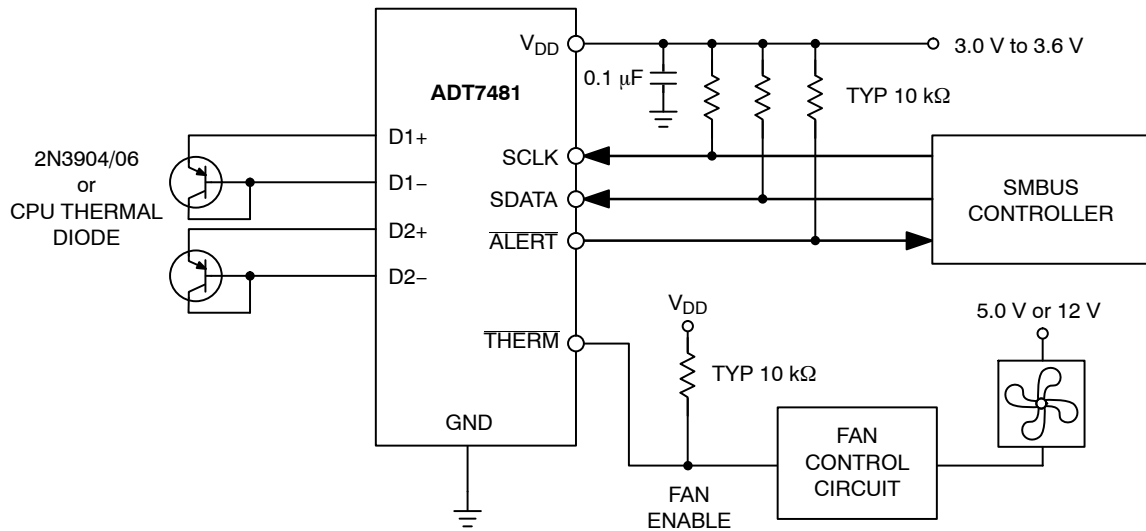 V_DD
3.0 V to 3.6 V
0.1 μF
TYP 10 kΩ
ADT7481
D1+
2N3904/06
or
CPU THERMAL
DIODE
D1−
D2+
D2−
SCLK
SDATA
ALERT
SMBUS
CONTROLLER
THERM
V_DD
TYP 10 kΩ
5.0 V or 12 V
GND
FAN
CONTROL
CIRCUIT
FAN
ENABLE